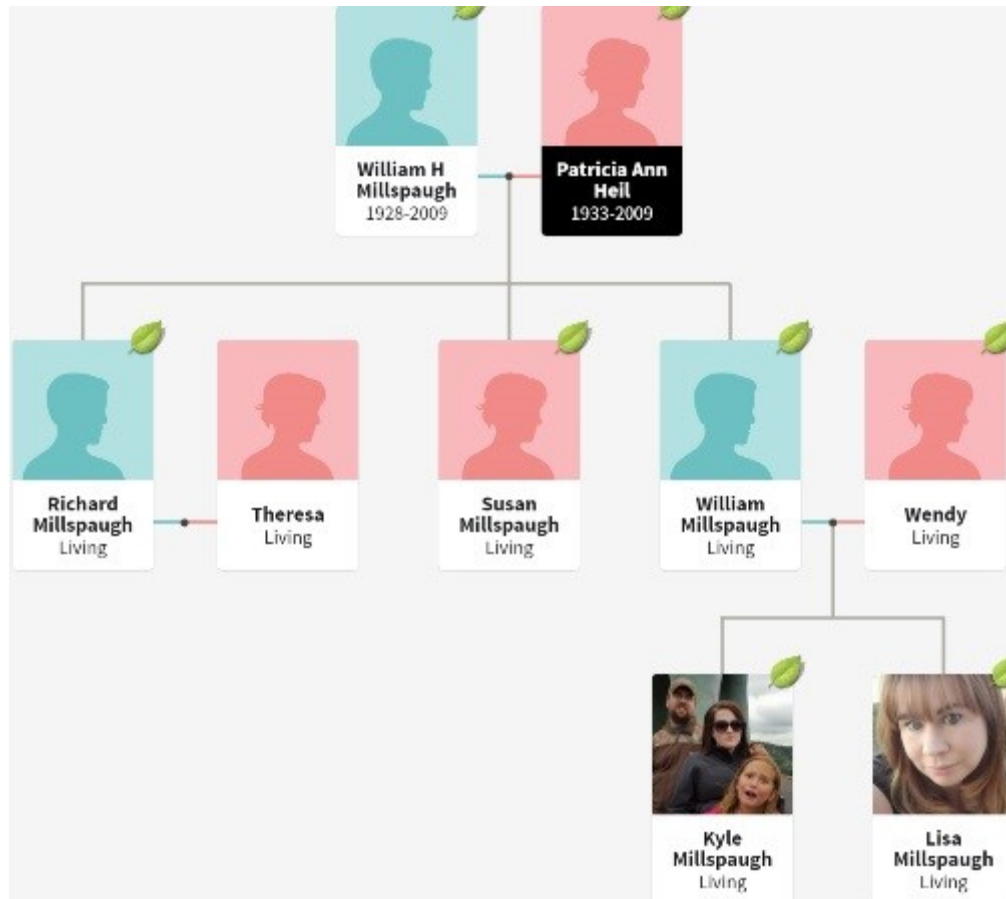 William H
Millspaugh
1928-2009
Patricia Ann
Heil
1933-2009
Richard
Millspaugh
Living
Theresa
Living
Susan
Millspaugh
Living
William
Millspaugh
Living
Wendy
Living
Kyle
Millspaugh
Living
Lisa
Millspaugh
Living